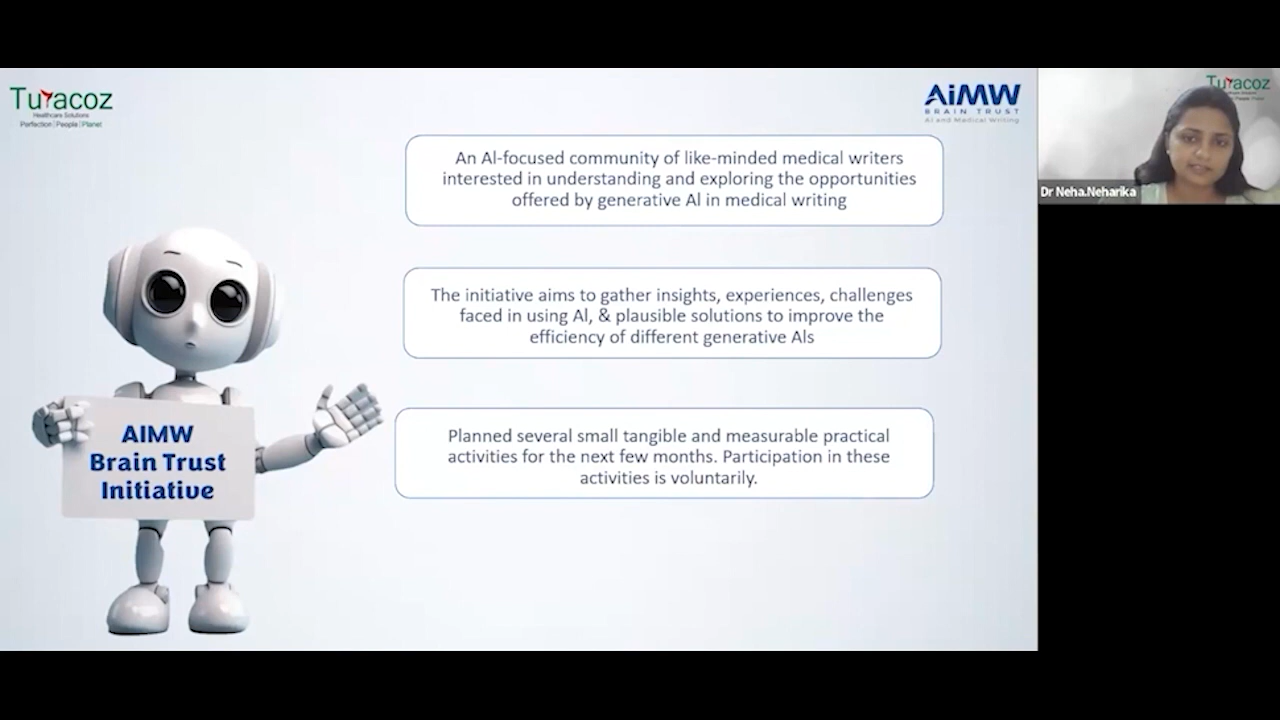 Turacoz
Healthcare Solutions
Perfection | People | Planet
AiMW
BRAIN TRUST
AI and Medical Writing
An AI-focused community of like-minded medical writers
interested in understanding and exploring the opportunities
offered by generative AI in medical writing
The initiative aims to gather insights, experiences, challenges
faced in using AI, & plausible solutions to improve the
efficiency of different generative AIs
Planned several small tangible and measurable practical
activities for the next few months. Participation in these
activities is voluntarily.
AIMW
Brain Trust
Initiative
Turacoz
Dr Neha.Neharika